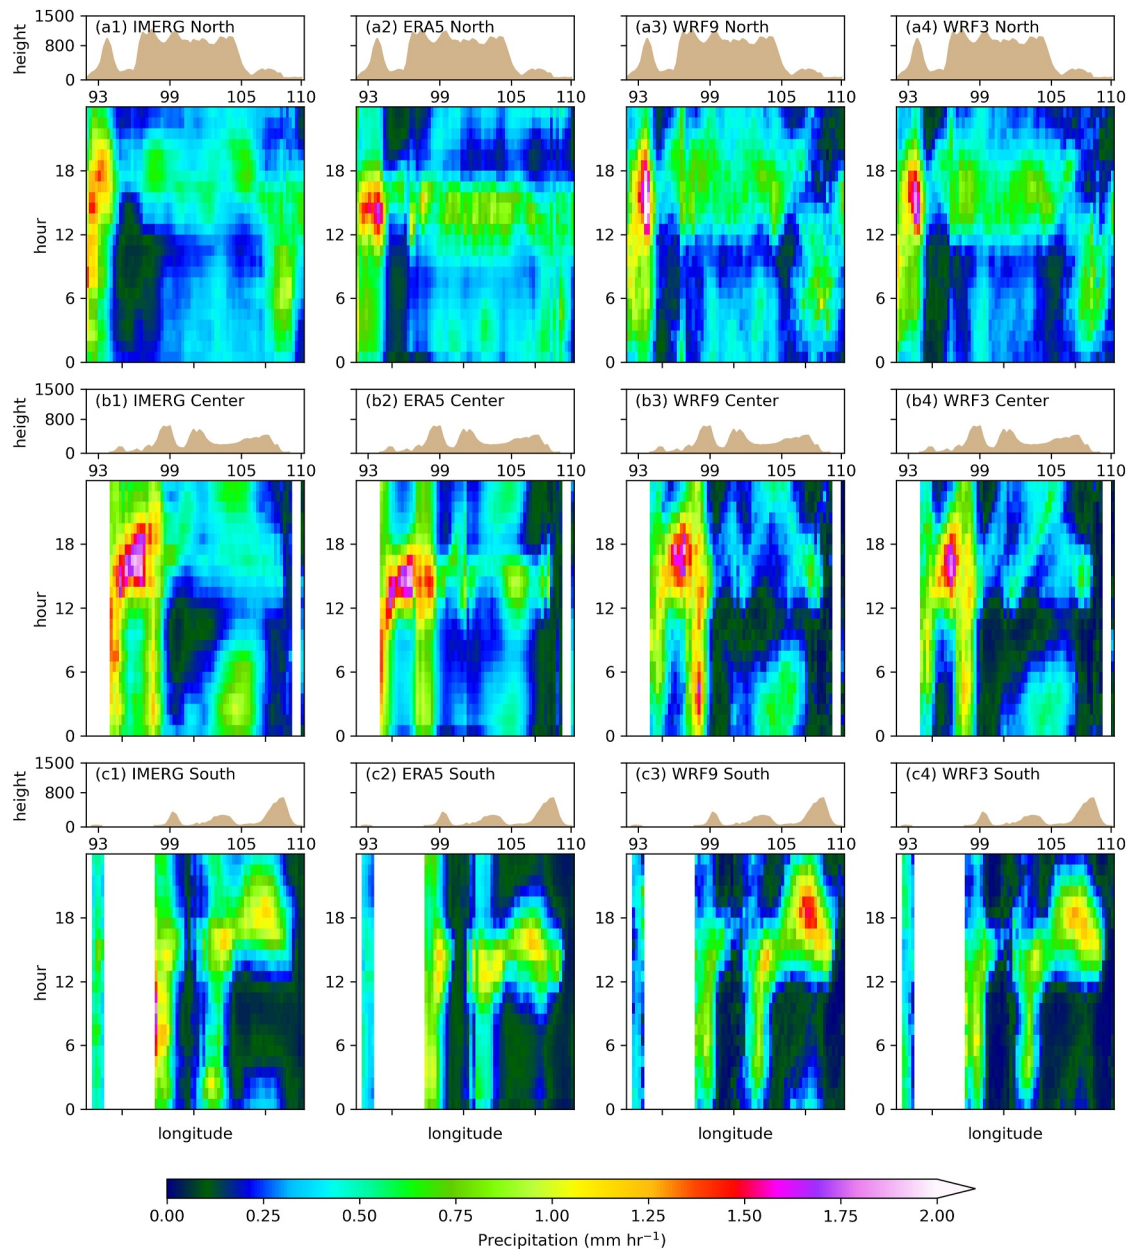 1500
800
0
height
(a1) IMERG North
(a2) ERA5 North
(a3) WRF9 North
(a4) WRF3 North
93 99 105 110 93 99 105 110 93 99 105 110 93 99 105 110
18 18 18 18
hour
12 12 12 12
6 6 6 6
0 0 0 0
1500
800
0
height
(b1) IMERG Center
(b2) ERA5 Center
(b3) WRF9 Center
(b4) WRF3 Center
93 99 105 110 93 99 105 110 93 99 105 110 93 99 105 110
18 18 18 18
hour
12 12 12 12
6 6 6 6
0 0 0 0
1500
800
0
height
(c1) IMERG South
(c2) ERA5 South
(c3) WRF9 South
(c4) WRF3 South
93 99 105 110 93 99 105 110 93 99 105 110 93 99 105 110
18 18 18 18
hour
12 12 12 12
6 6 6 6
0 0 0 0
longitude longitude longitude longitude
0.00 0.25 0.50 0.75 1.00 1.25 1.50 1.75 2.00
Precipitation (mm hr⁻¹)